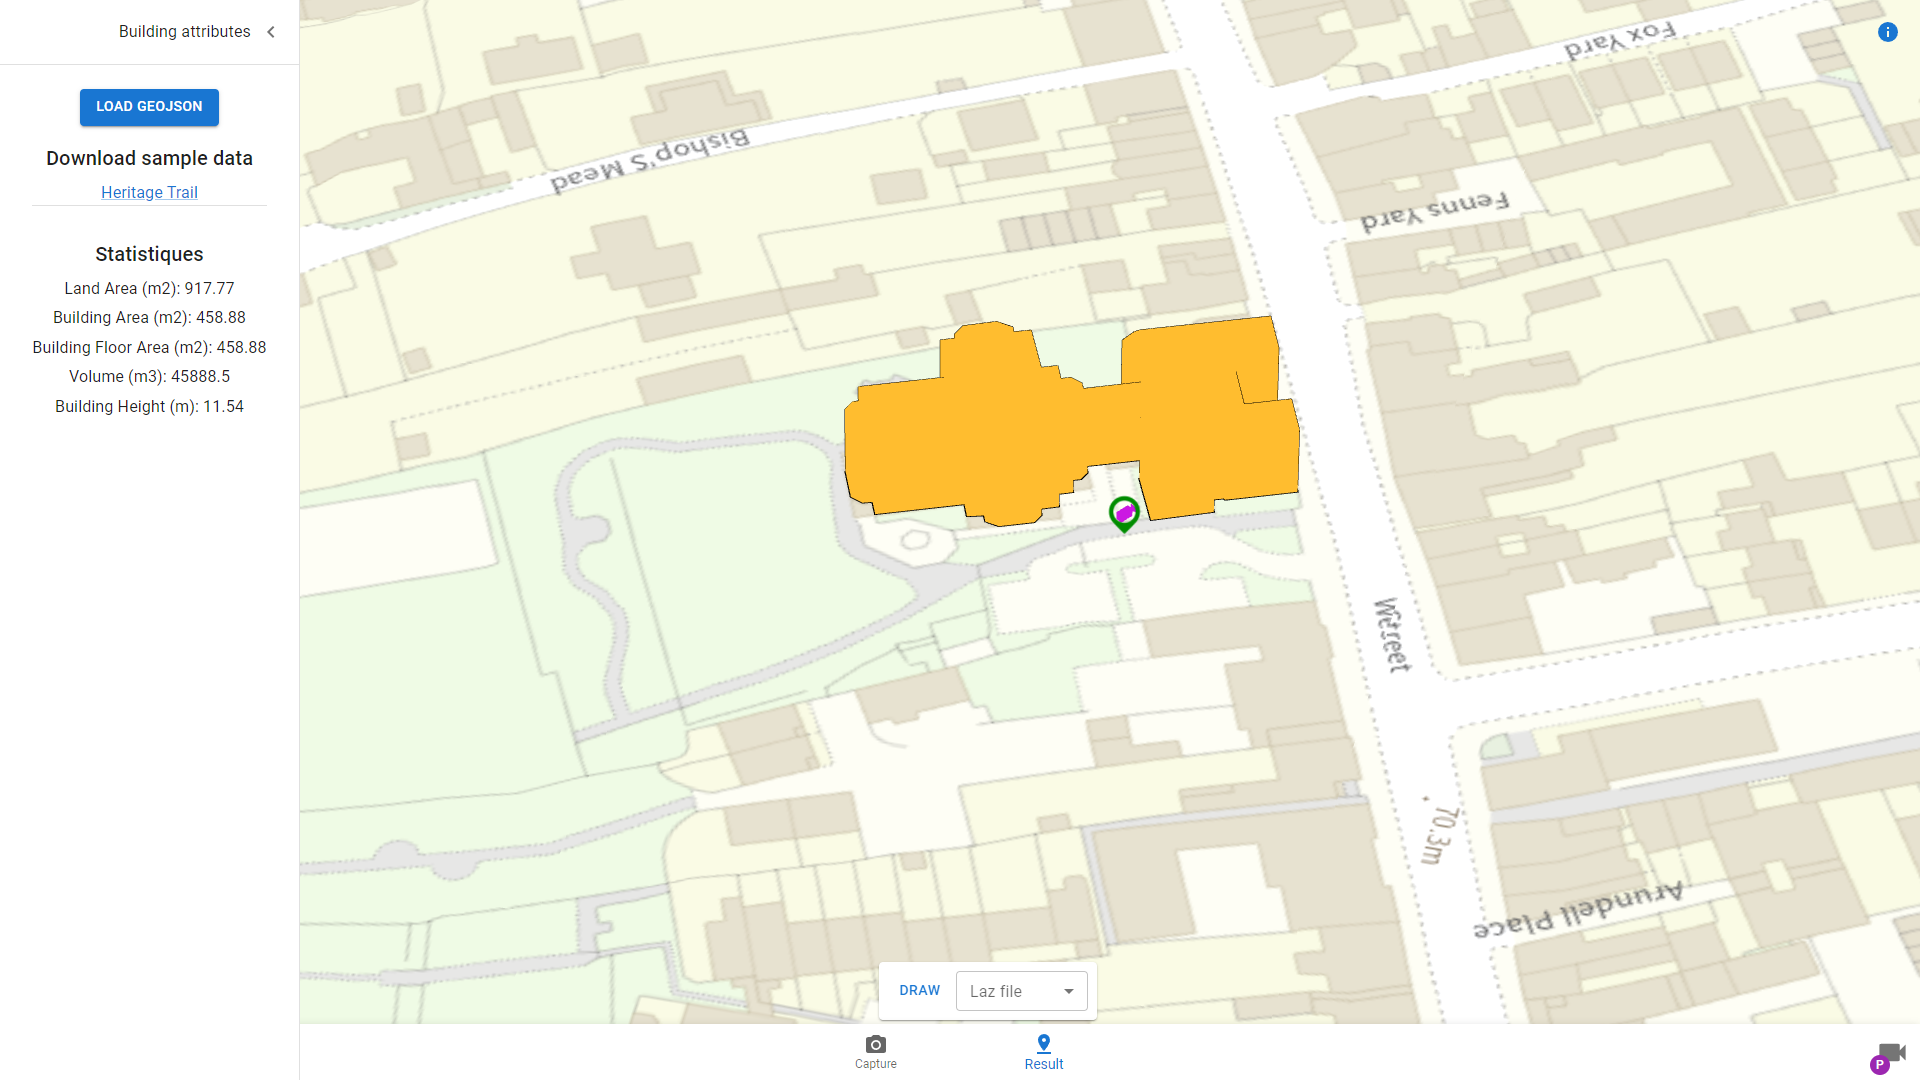 Building attributes
LOAD GEOJSON
Download sample data
Heritage Trail
Statistiques
Land Area (m2): 917.77
Building Area (m2): 458.88
Building Floor Area (m2): 458.88
Volume (m3): 45888.5
Building Height (m): 11.54
Fox Yard
Bishop'S Mead
Fenns Yard
70.3m
Arundell Place
DRAW
Laz file
Capture
Result
P